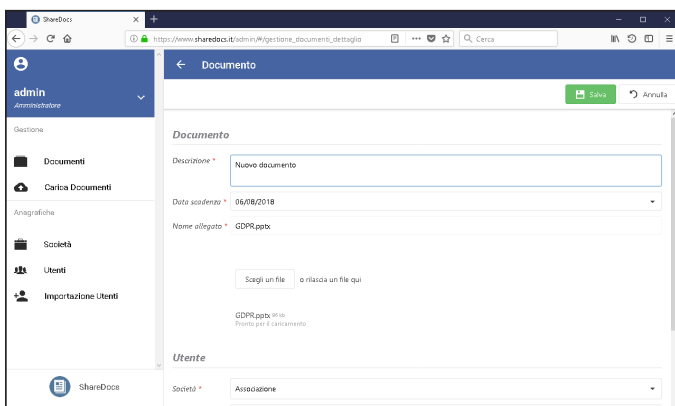 ShareDocs
https://www.sharedocs.it/admin/#/gestione_documenti_dettaglio
Cerca
admin
Amministratore
Documento
Salva
Annulla
Gestione
Documenti
Carica Documenti
Anagrafiche
Società
Utenti
Importazione Utenti
ShareDocs
Documento
Descrizione *
Nuovo documento
Data scadenza * 06/08/2018
Nome allegato * GDPR.pptx
Scegli un file o rilascia un file qui
GDPR.pptx
Pronto per il caricamento
Utente
Società * Associazione